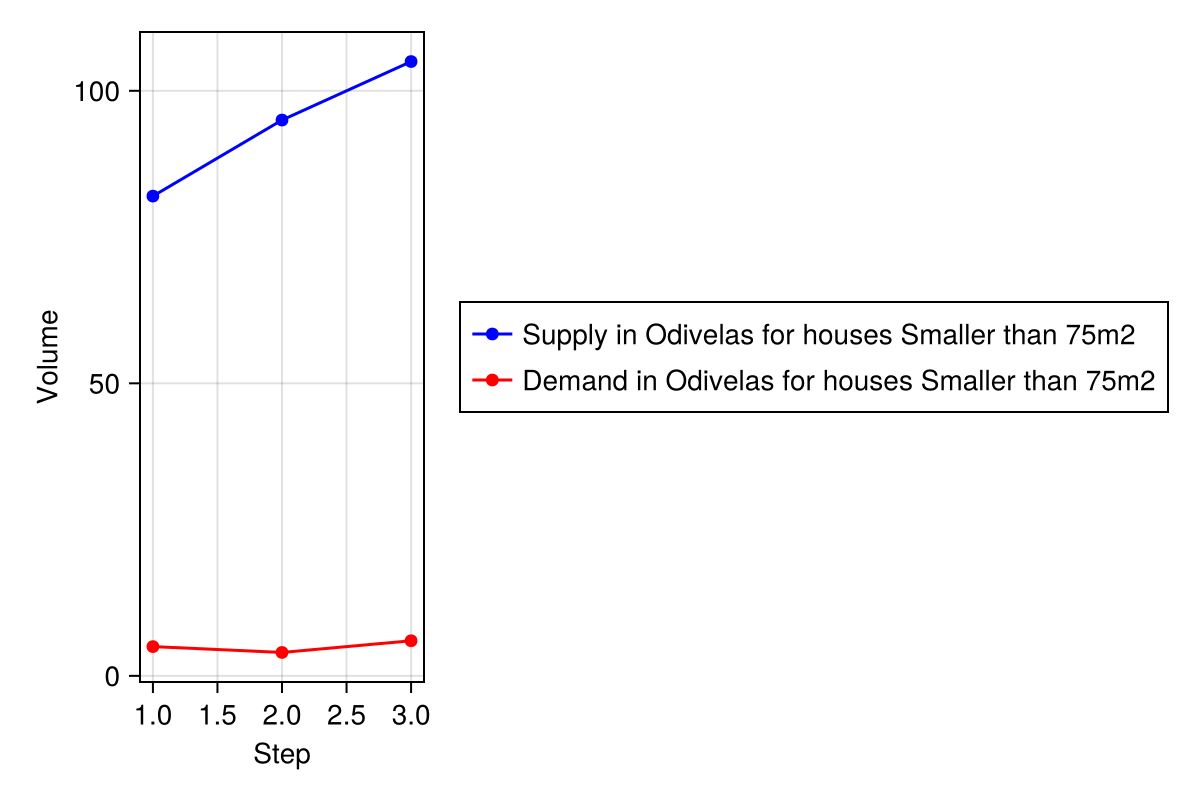 100
50
0
Volume
1.0 1.5 2.0 2.5 3.0
Step
Supply in Odivelas for houses Smaller than 75m2
Demand in Odivelas for houses Smaller than 75m2